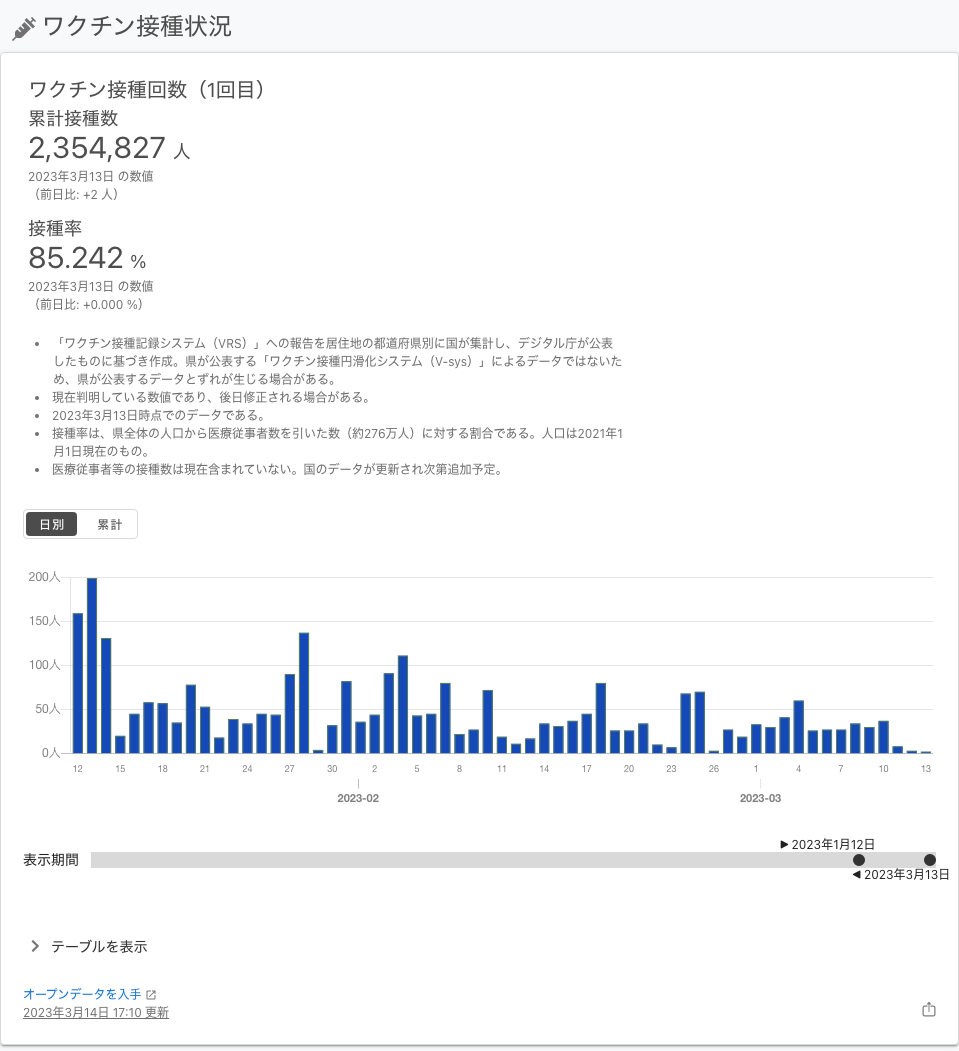 ワクチン接種状況
ワクチン接種回数（1回目）
累計接種数
2,354,827 人
2023年3月13日 の数値
（前日比: +2 人）
接種率
85.242 %
2023年3月13日 の数値
（前日比: +0.000 %）
• 「ワクチン接種記録システム（VRS）」への報告を居住地の都道府県別に国が集計し、デジタル庁が公表
したものに基づき作成。県が公表する「ワクチン接種円滑化システム（V-sys）」によるデータではないた
め、県が公表するデータとずれが生じる場合がある。
• 現在判明している数値であり、後日修正される場合がある。
• 2023年3月13日時点でのデータである。
• 接種率は、県全体の人口から医療従事者数を引いた数（約276万人）に対する割合である。人口は2021年1
月1日現在のもの。
• 医療従事者等の接種数は現在含まれていない。国のデータが更新され次第追加予定。
日別 累計
200人
150人
100人
50人
0人
12 15 18 21 24 27 30 2 5 8 11 14 17 20 23 26 1 4 7 10 13
2023-02 2023-03
▶ 2023年1月12日
表示期間
◀ 2023年3月13日
テーブルを表示
オープンデータを入手
2023年3月14日 17:10 更新